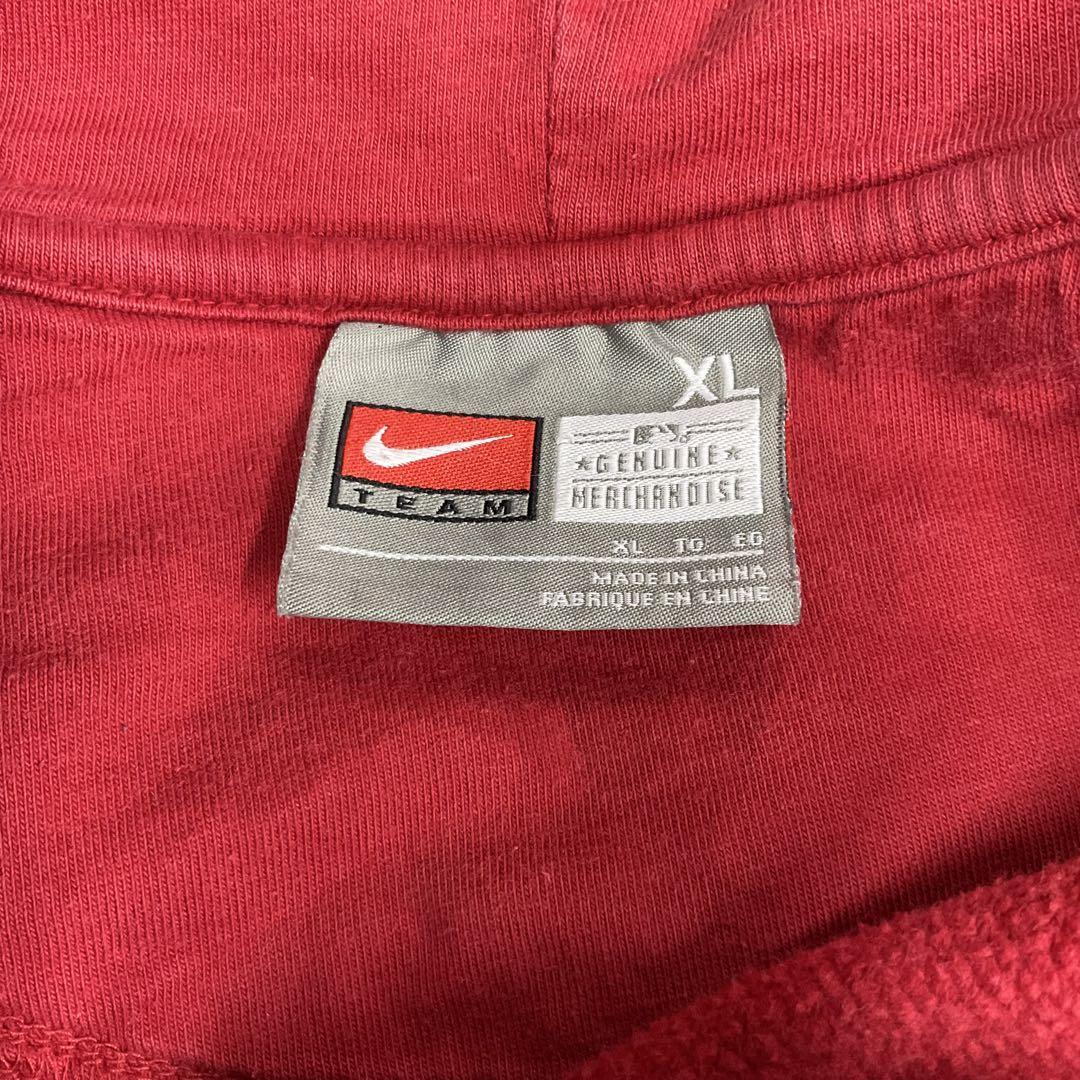 XL
TEAM
GENUINE
MERCHANDISE
XL TG EG
MADE IN CHINA
FABRIQUE EN CHINE